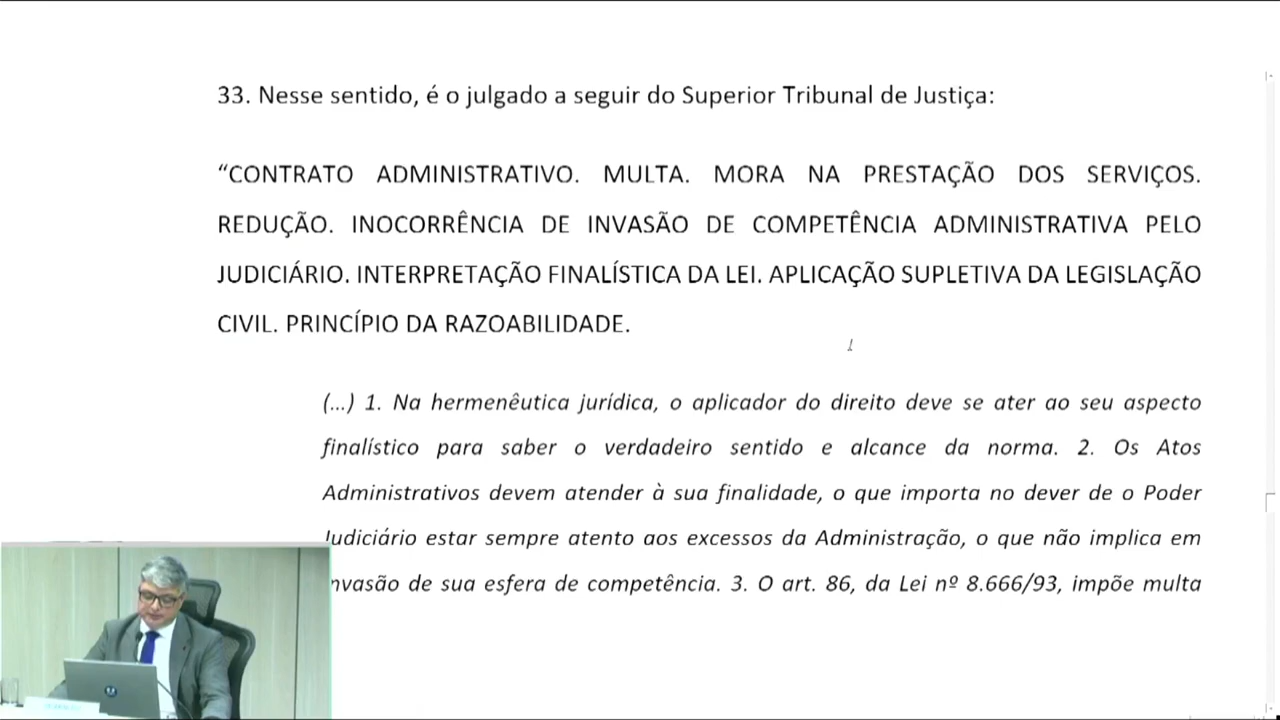 33. Nesse sentido, é o julgado a seguir do Superior Tribunal de Justiça:
“CONTRATO ADMINISTRATIVO. MULTA. MORA NA PRESTAÇÃO DOS SERVIÇOS.
REDUÇÃO. INOCORRÊNCIA DE INVASÃO DE COMPETÊNCIA ADMINISTRATIVA PELO
JUDICIÁRIO. INTERPRETAÇÃO FINALÍSTICA DA LEI. APLICAÇÃO SUPLETIVA DA LEGISLAÇÃO
CIVIL. PRINCÍPIO DA RAZOABILIDADE.
(...) 1. Na hermenêutica jurídica, o aplicador do direito deve se ater ao seu aspecto
finalístico para saber o verdadeiro sentido e alcance da norma. 2. Os Atos
Administrativos devem atender à sua finalidade, o que importa no dever de o Poder
Judiciário estar sempre atento aos excessos da Administração, o que não implica em
nvasão de sua esfera de competência. 3. O art. 86, da Lei nº 8.666/93, impõe multa